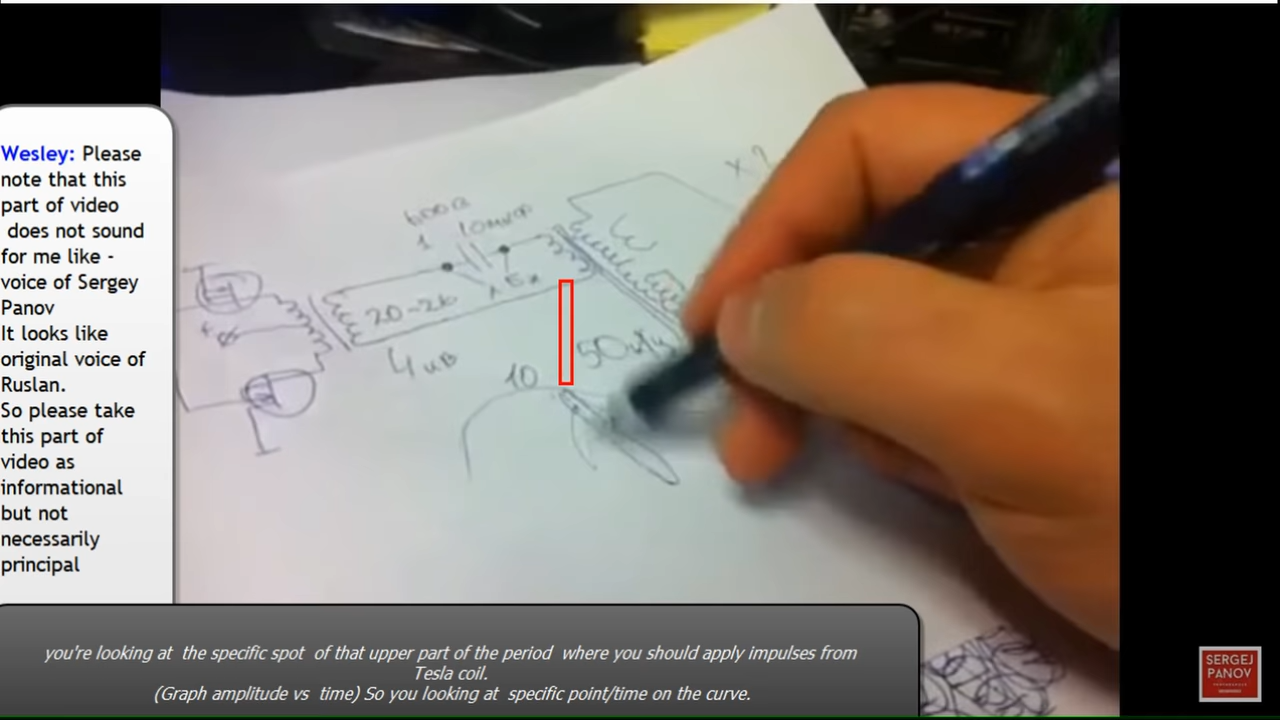 Wesley: Please
note that this
part of video
does not sound
for me like -
voice of Sergey
Panov
It looks like
original voice of
Ruslan.
So please take
this part of
video as
informational
but not
necessarily
principal
X ?
600В
1 10мкФ
20-26
4 ив
50
10
you're looking at the specific spot of that upper part of the period where you should apply impulses from
Tesla coil.
(Graph amplitude vs time) So you looking at specific point/time on the curve.
SERGEJ
PANOV